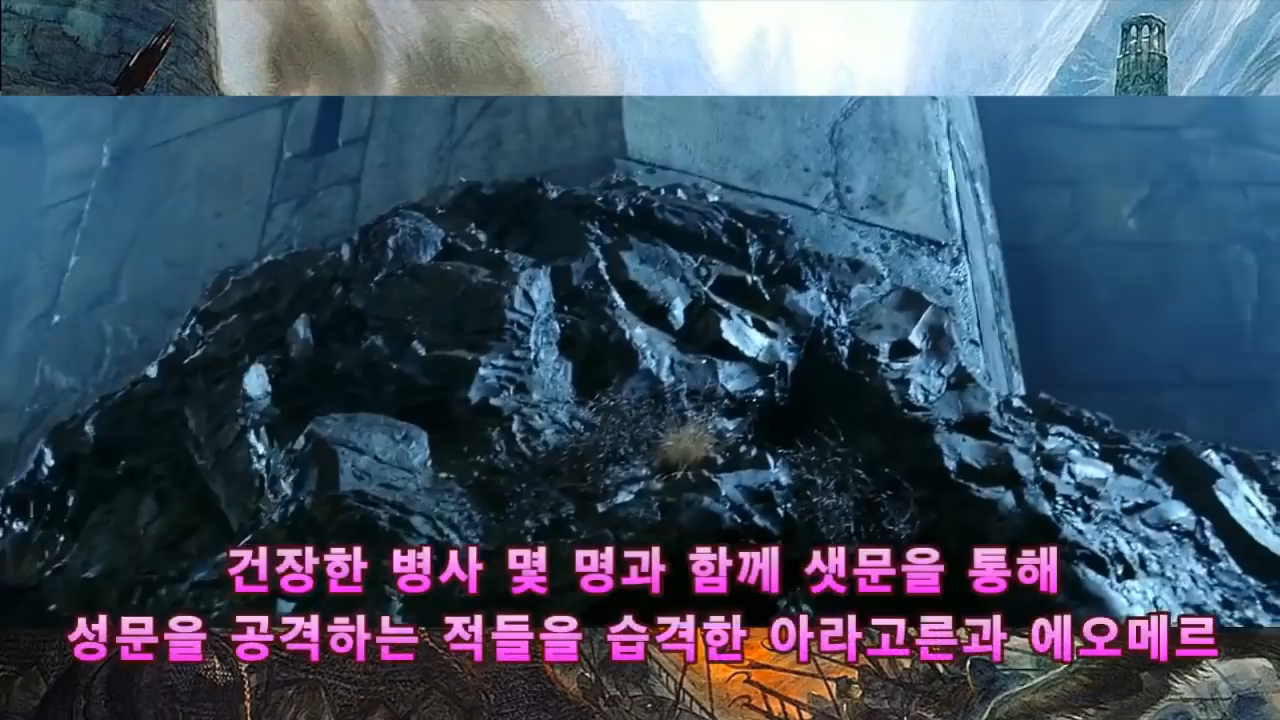 건장한 병사 몇 명과 함께 샛문을 통해
성문을 공격하는 적들을 습격한 아라고른과 에오메르